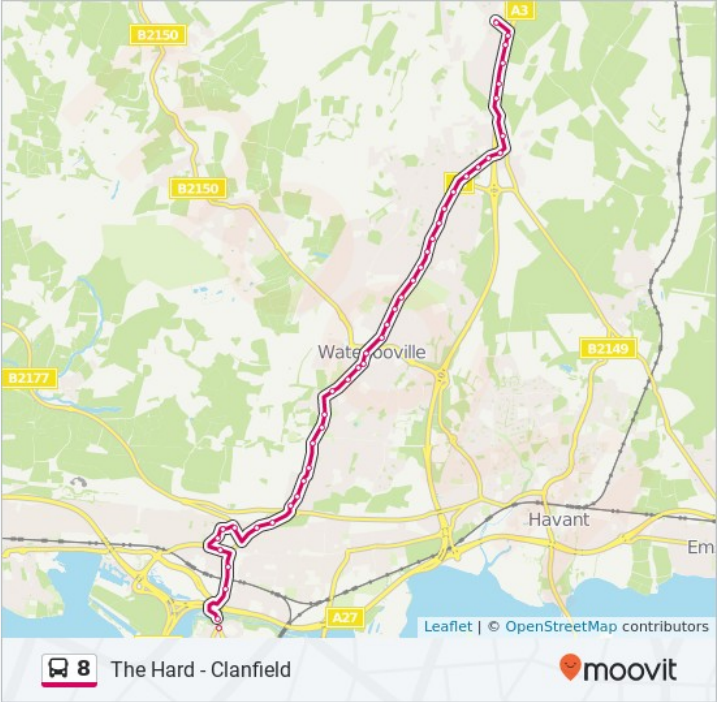 A3
B2150
B2150
Waterlooville
B2149
B2177
Havant
Em
A27
Leaflet | © OpenStreetMap contributors
8 The Hard - Clanfield
moovit